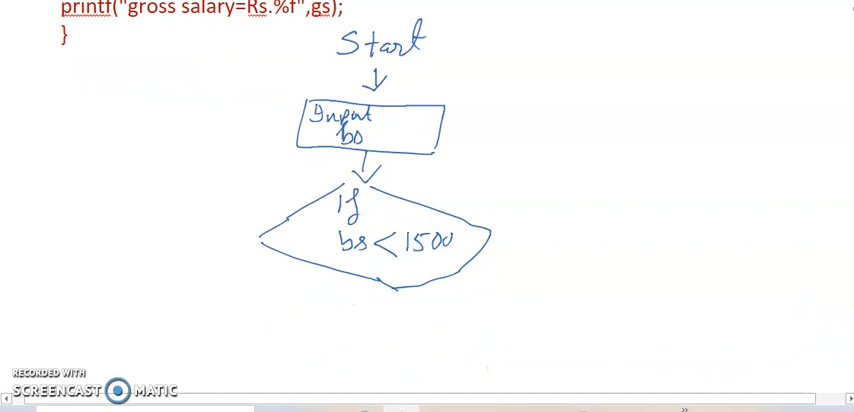 printf("gross salary=Rs.%f",gs);
}
Start
Input
bs
If
bs < 1500
RECORDED WITH
SCREENCAST MATIC